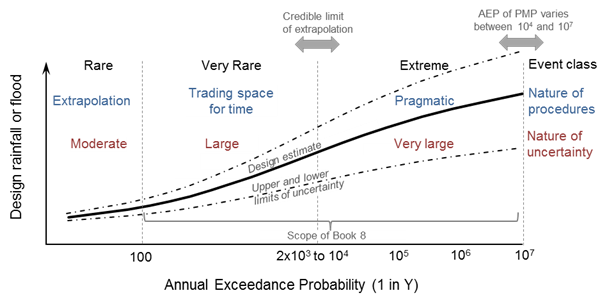 Credible limit
of extrapolation
AEP of PMP varies
between 10⁴ and 10⁷
Rare
Very Rare
Extreme
Event class
Extrapolation
Trading space
for time
Pragmatic
Nature of
procedures
Moderate
Large
Very large
Nature of
uncertainty
Design estimate
Upper and lower
limits of uncertainty
Scope of Book 8
Design rainfall or flood
100
2x10³ to 10⁴
10⁵
10⁶
10⁷
Annual Exceedance Probability (1 in Y)